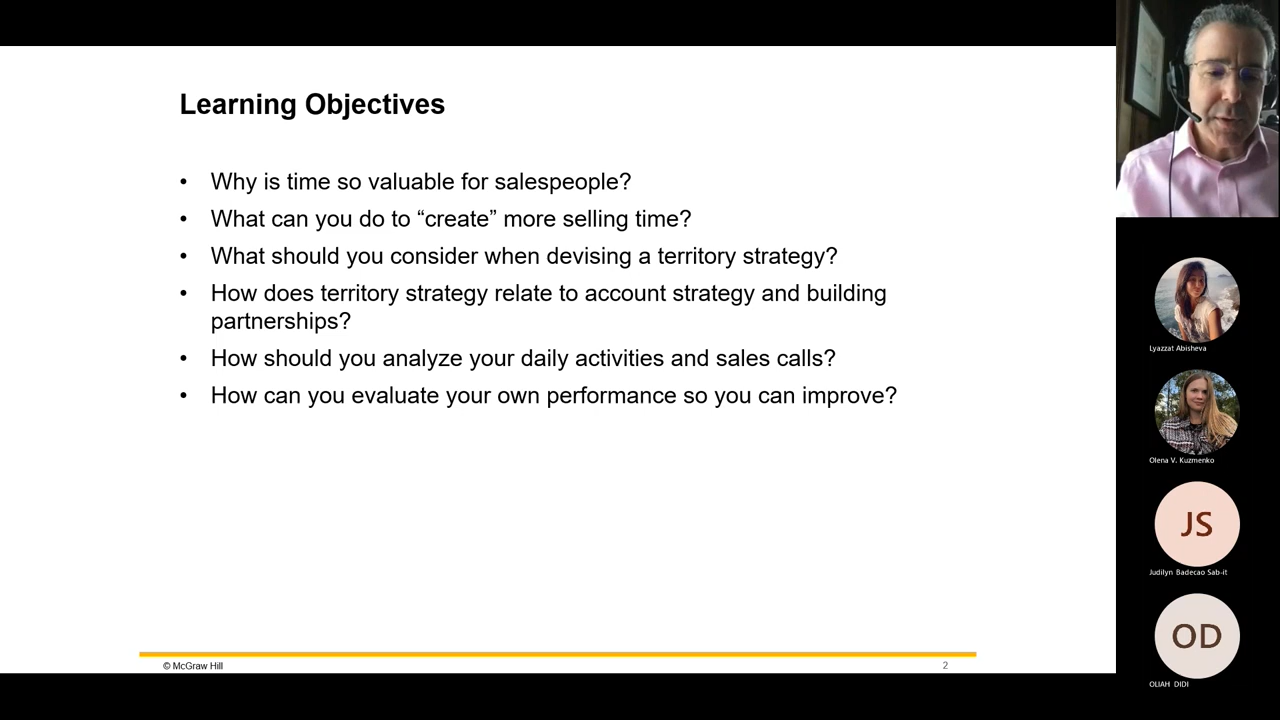 Learning Objectives
• Why is time so valuable for salespeople?
• What can you do to “create” more selling time?
• What should you consider when devising a territory strategy?
• How does territory strategy relate to account strategy and building
partnerships?
• How should you analyze your daily activities and sales calls?
• How can you evaluate your own performance so you can improve?
© McGraw Hill
2
Lyazzat Abisheva
Olena V. Kuzmenko
JS
Judilyn Badecao Sab-it
OD
OLIAH DIDI